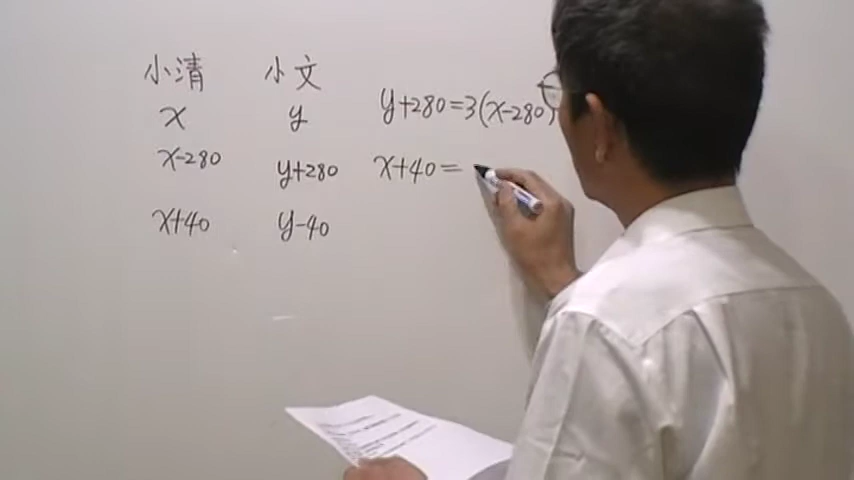 小清 小文
x y y+280=3(x-280)
x-280 y+280 x+40=
x+40 y-40